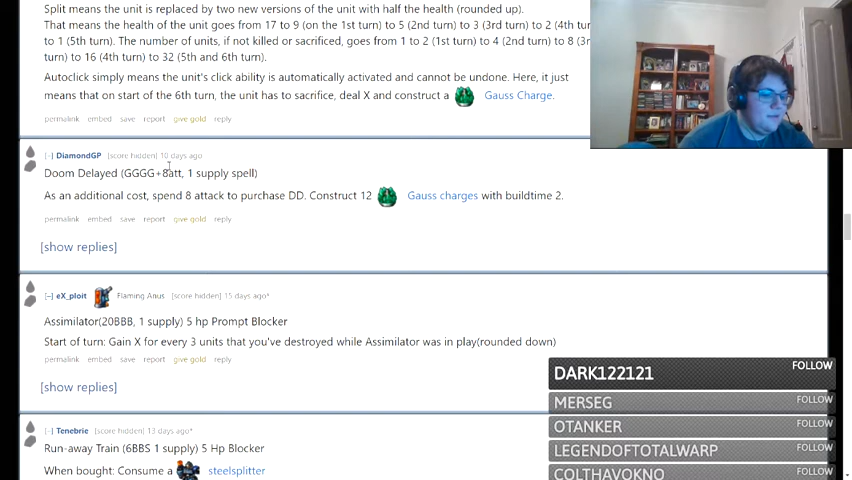 Split means the unit is replaced by two new versions of the unit with half the health (rounded up).
That means the health of the unit goes from 17 to 9 (on the 1st turn) to 5 (2nd turn) to 3 (3rd turn) to 2 (4th tur
to 1 (5th turn). The number of units, if not killed or sacrificed, goes from 1 to 2 (1st turn) to 4 (2nd turn) to 8 (3r
turn) to 16 (4th turn) to 32 (5th and 6th turn).
Autoclick simply means the unit's click ability is automatically activated and cannot be undone. Here, it just
means that on start of the 6th turn, the unit has to sacrifice, deal X and construct a Gauss Charge.
permalink embed save report give gold reply
[-] DiamondGP [score hidden] 10 days ago
Doom Delayed (GGGG+8att, 1 supply spell)
As an additional cost, spend 8 attack to purchase DD. Construct 12 Gauss charges with buildtime 2.
permalink embed save report give gold reply
[show replies]
[–] eX_ploit Flaming Anus [score hidden] 15 days ago*
Assimilator(20BBB, 1 supply) 5 hp Prompt Blocker
Start of turn: Gain X for every 3 units that you've destroyed while Assimilator was in play(rounded down)
permalink embed save report give gold reply
[show replies]
[–] Tenebrie [score hidden] 13 days ago*
Run-away Train (6BBS 1 supply) 5 Hp Blocker
When bought: Consume a steelsplitter
DARK122121 FOLLOW
MERSEG FOLLOW
OTANKER FOLLOW
LEGENDOFTOTALWARP FOLLOW
COLTHAVOKNO FOLLOW